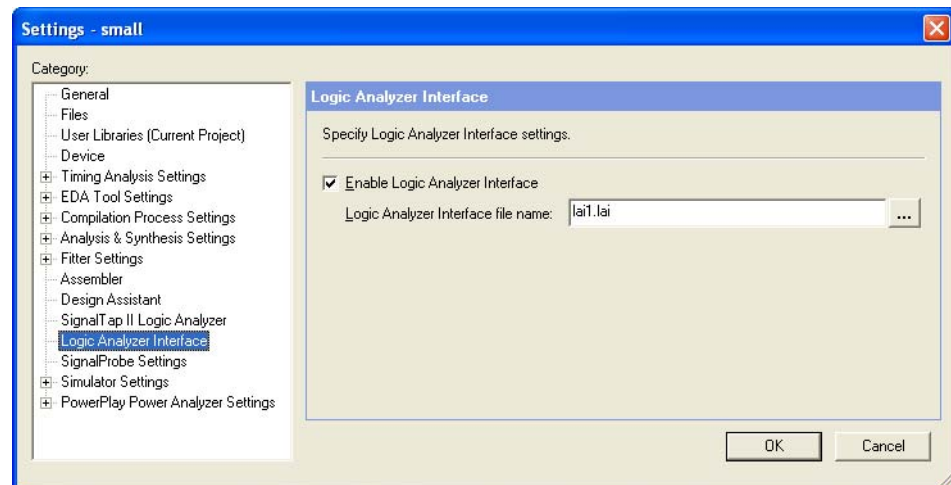 Settings - small
Category:
General
Files
User Libraries (Current Project)
Device
Timing Analysis Settings
EDA Tool Settings
Compilation Process Settings
Analysis & Synthesis Settings
Fitter Settings
Assembler
Design Assistant
SignalTap II Logic Analyzer
Logic Analyzer Interface
SignalProbe Settings
Simulator Settings
PowerPlay Power Analyzer Settings
Logic Analyzer Interface
Specify Logic Analyzer Interface settings.
Enable Logic Analyzer Interface
Logic Analyzer Interface file name: lai1.lai ...
OK Cancel